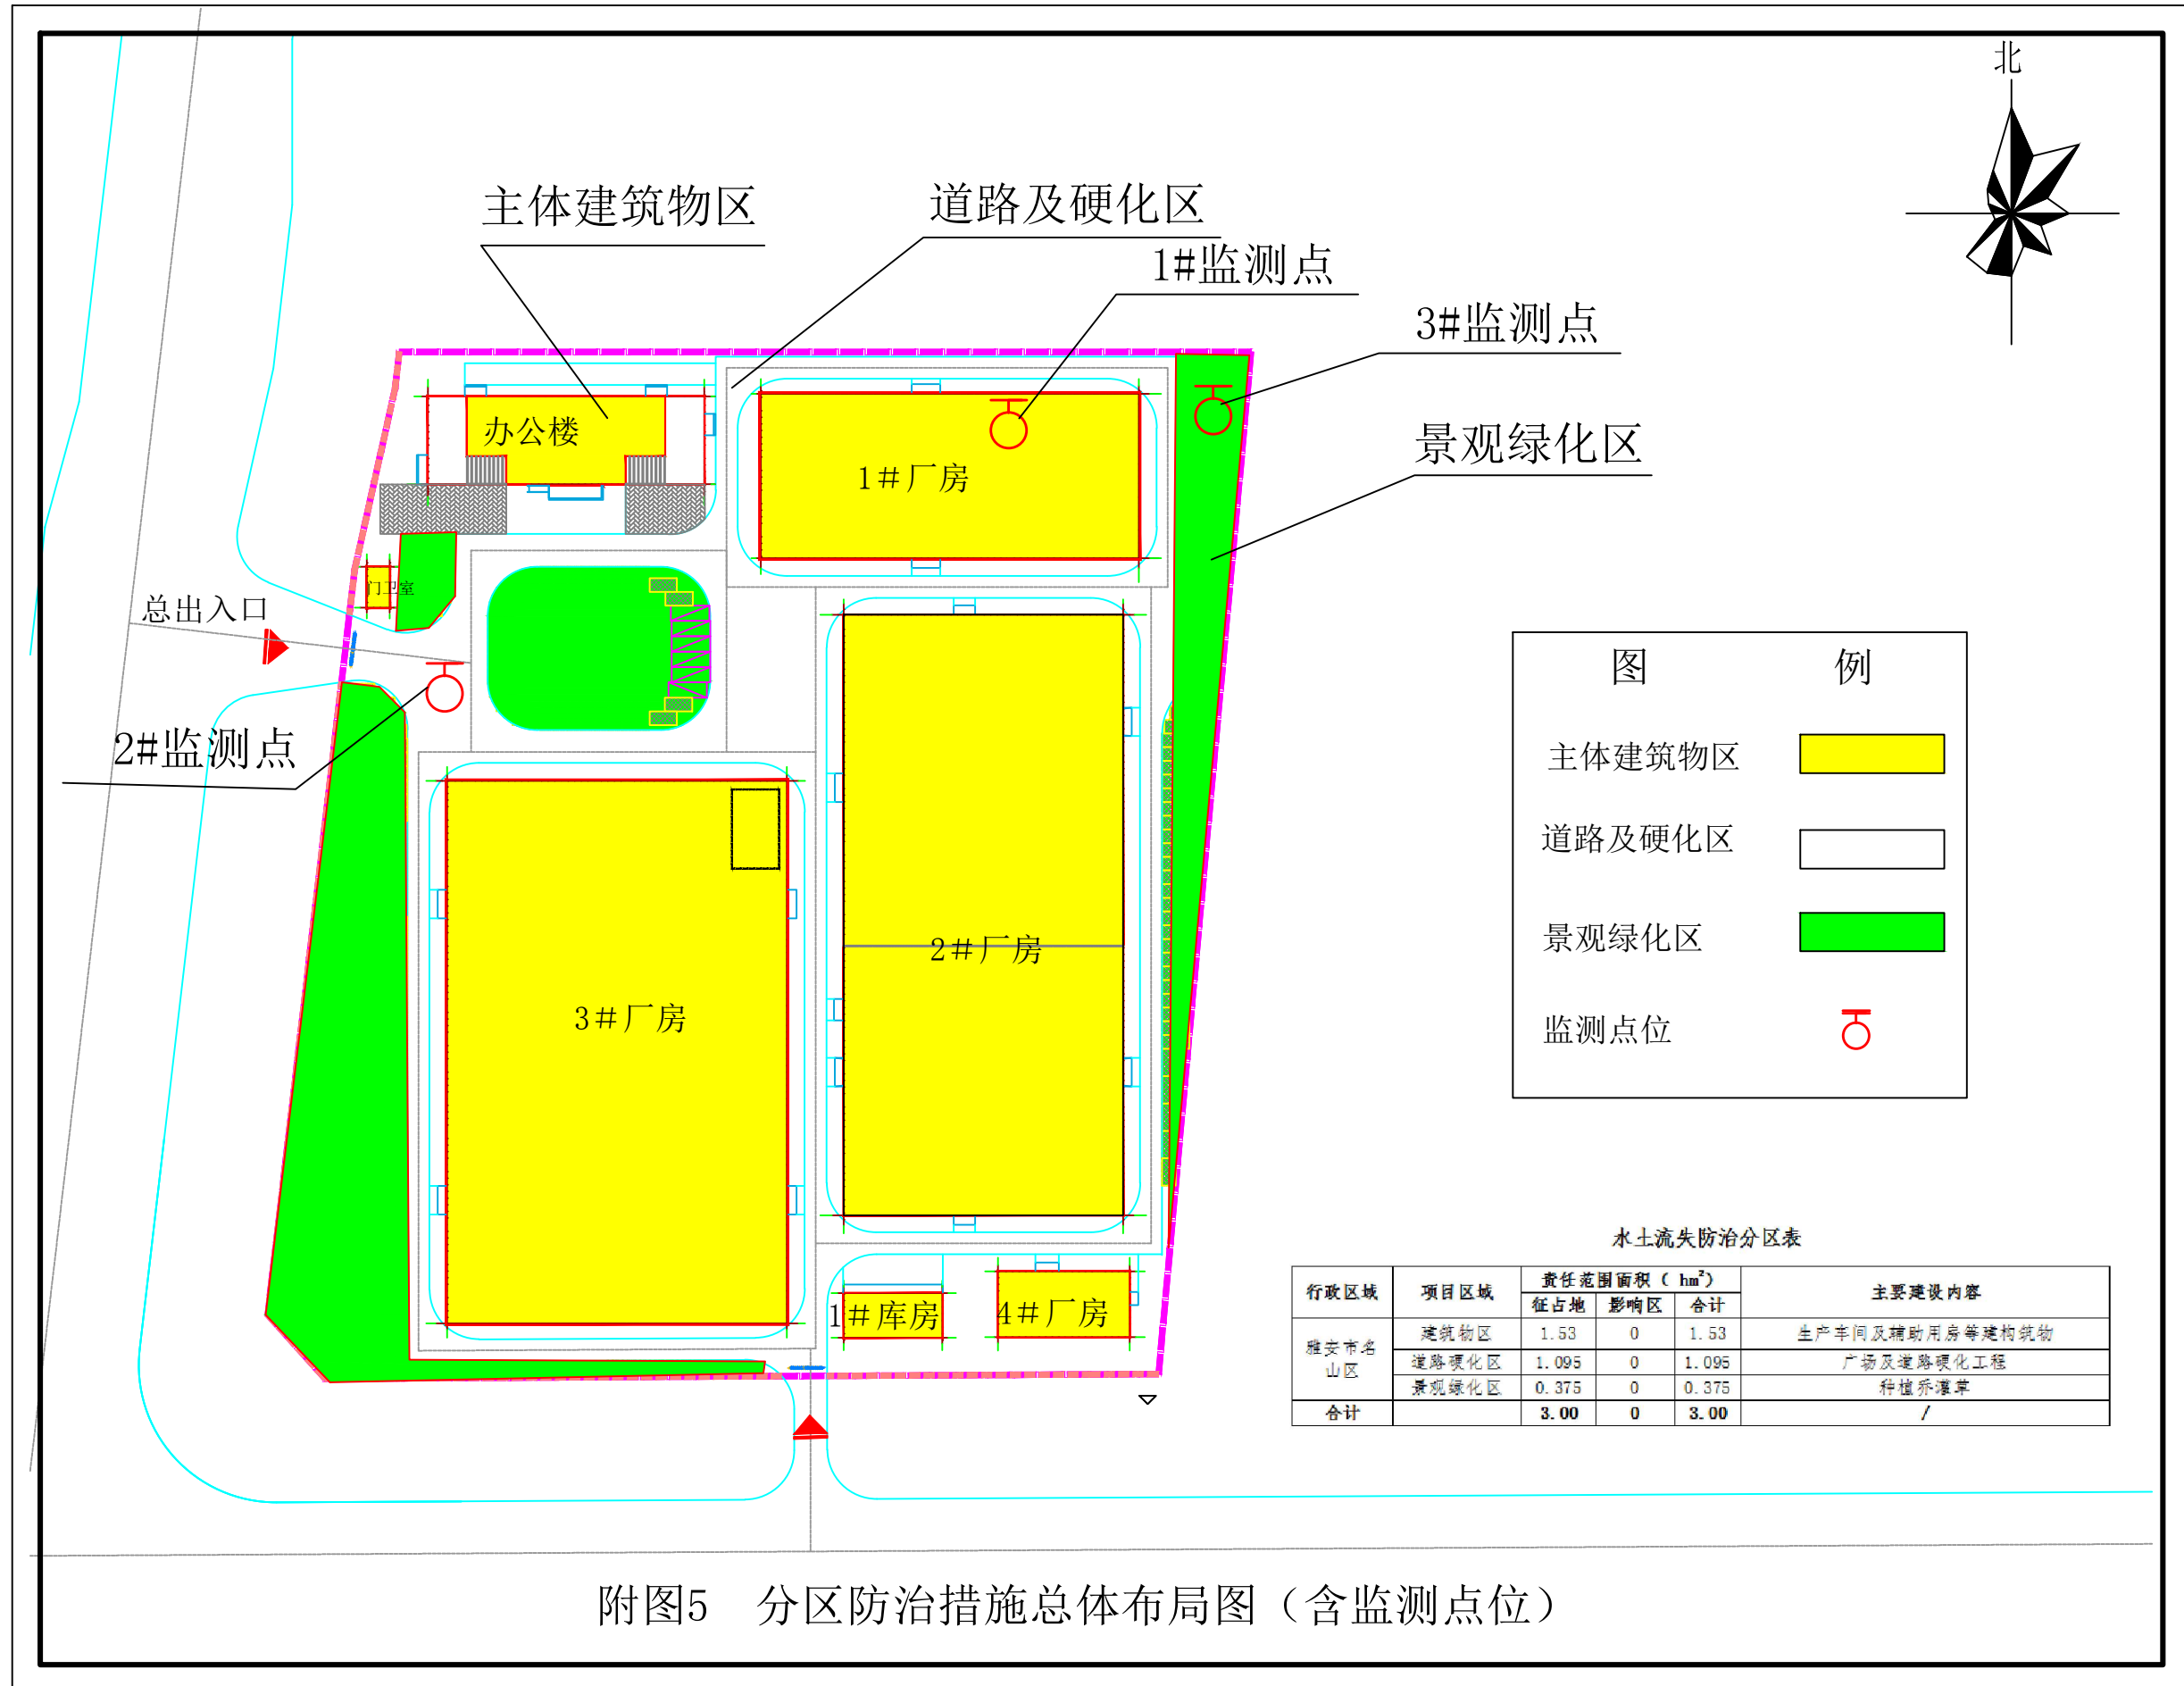 北
主体建筑物区
道路及硬化区
1#监测点
3#监测点
景观绿化区
办公楼
1#厂房
门卫室
总出入口
2#监测点
2#厂房
3#厂房
1#库房
4#厂房
图 例
主体建筑物区
道路及硬化区
景观绿化区
监测点位
水土流失防治分区表
行政区域 项目区域 责任范围面积（hm²） 主要建设内容
征占地 影响区 合计
雅安市名山区
建筑物区 1.53 0 1.53 生产车间及辅助用房等建构筑物
道路硬化区 1.095 0 1.095 广场及道路硬化工程
景观绿化区 0.375 0 0.375 种植乔灌草
合计 3.00 0 3.00 /
附图5 分区防治措施总体布局图（含监测点位）